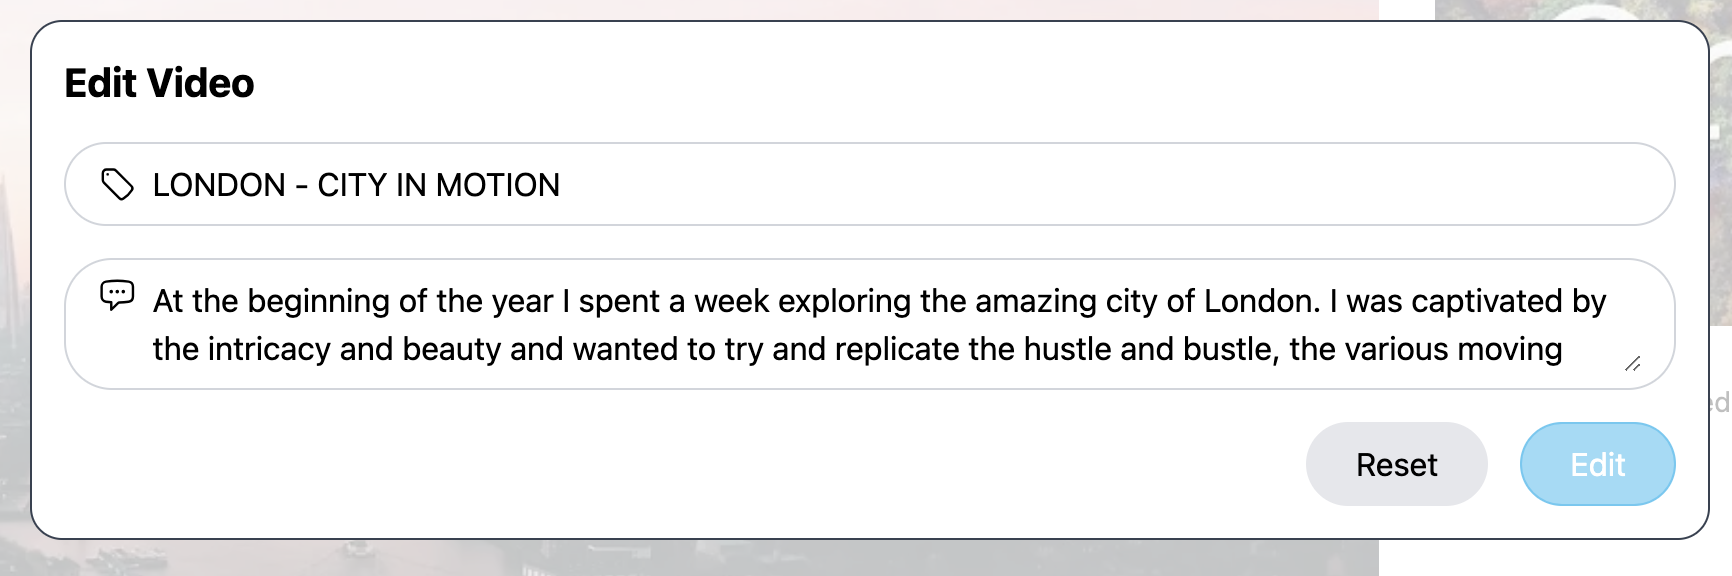 Edit Video
LONDON - CITY IN MOTION
At the beginning of the year I spent a week exploring the amazing city of London. I was captivated by
the intricacy and beauty and wanted to try and replicate the hustle and bustle, the various moving
ed
Reset
Edit